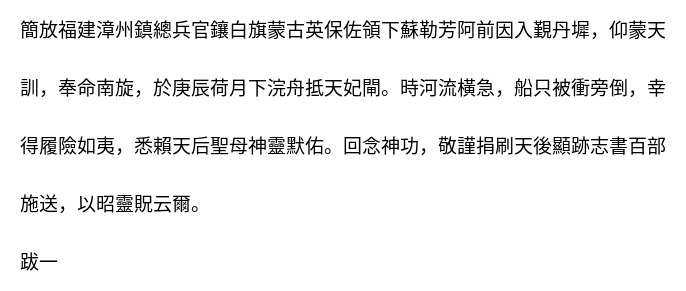 簡放福建漳州鎮總兵官鑲白旗蒙古英保佐領下蘇勒芳阿前因入覲丹墀，仰蒙天
訓，奉命南旋，於庚辰荷月下浣舟抵天妃閘。時河流橫急，船只被衝旁倒，幸
得履險如夷，悉賴天后聖母神靈默佑。回念神功，敬謹捐刷天後顯跡志書百部
施送，以昭靈貺云爾。
跋一